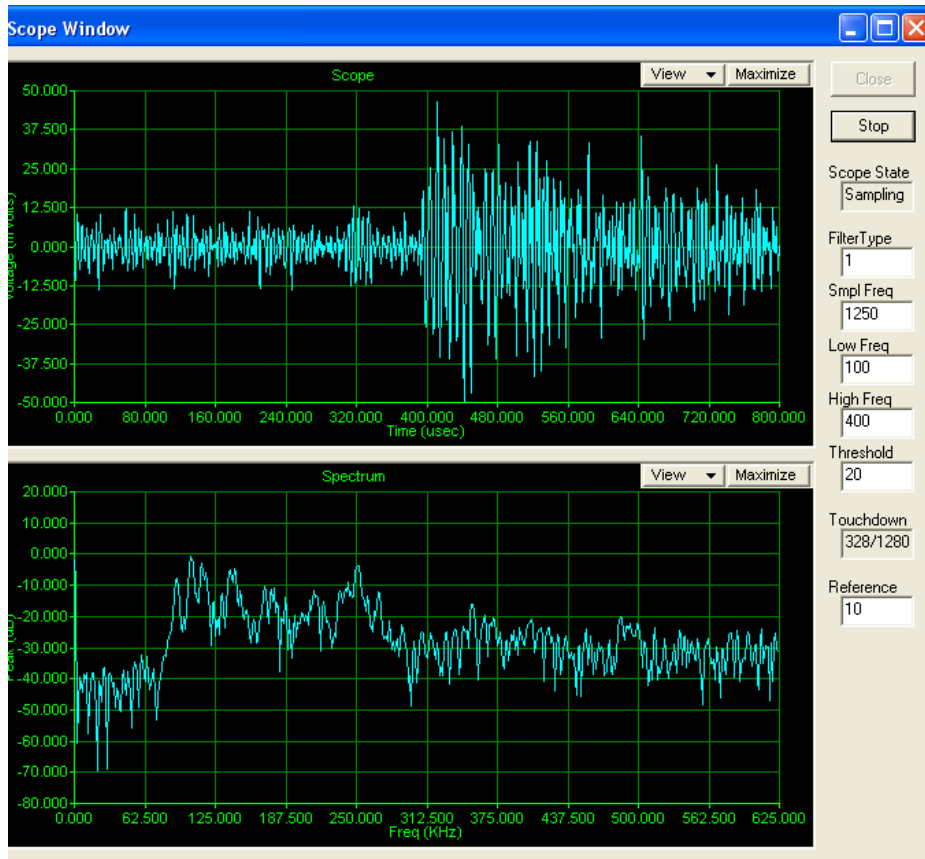 Scope Window
Scope
View
Maximize
50.000
37.500
25.000
12.500
0.000
-12.500
-25.000
-37.500
-50.000
Voltage (m Volts)
0.000 80.000 160.000 240.000 320.000 400.000 480.000 560.000 640.000 720.000 800.000
Time (usec)
Spectrum
View
Maximize
20.000
10.000
0.000
-10.000
-20.000
-30.000
-40.000
-50.000
-60.000
-70.000
-80.000
Peak (dB)
0.000 62.500 125.000 187.500 250.000 312.500 375.000 437.500 500.000 562.500 625.000
Freq (KHz)
Close
Stop
Scope State
Sampling
FilterType
1
Smpl Freq
1250
Low Freq
100
High Freq
400
Threshold
20
Touchdown
328/1280
Reference
10